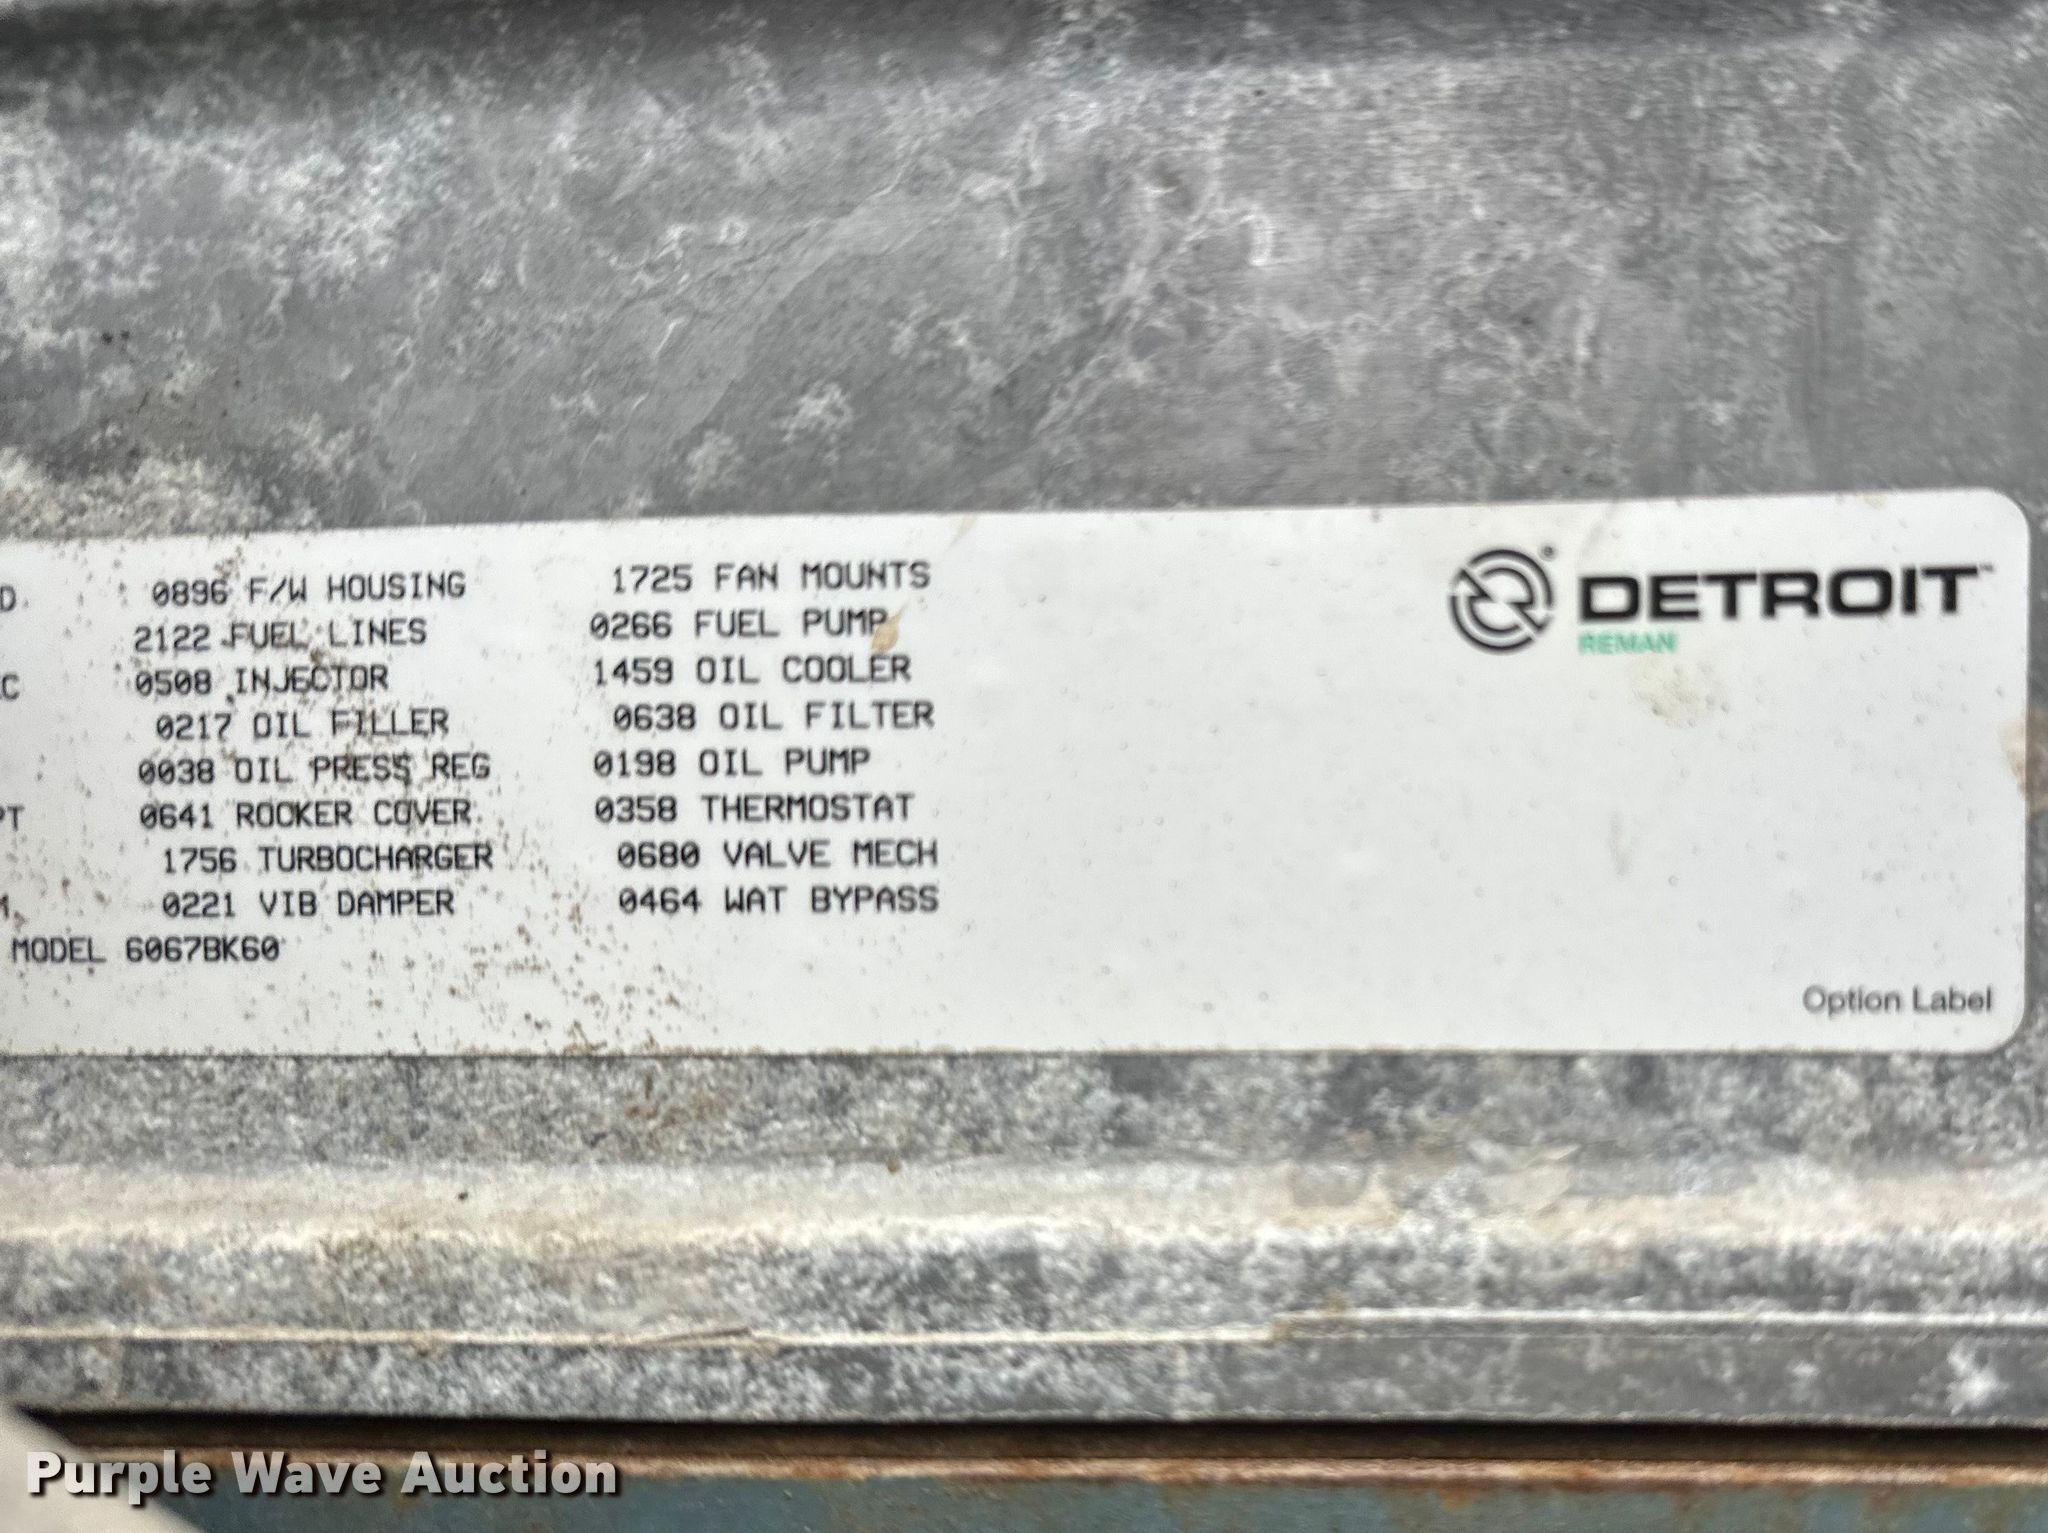 D 0896 F/W HOUSING 1725 FAN MOUNTS
2122 FUEL LINES 0266 FUEL PUMP
C 0508 INJECTOR 1459 OIL COOLER
0217 OIL FILLER 0638 OIL FILTER
0038 OIL PRESS REG 0198 OIL PUMP
PT 0641 ROCKER COVER 0358 THERMOSTAT
1756 TURBOCHARGER 0680 VALVE MECH
0221 VIB DAMPER 0464 WAT BYPASS
MODEL 6067BK60
DETROIT™
REMAN
Option Label
Purple Wave Auction